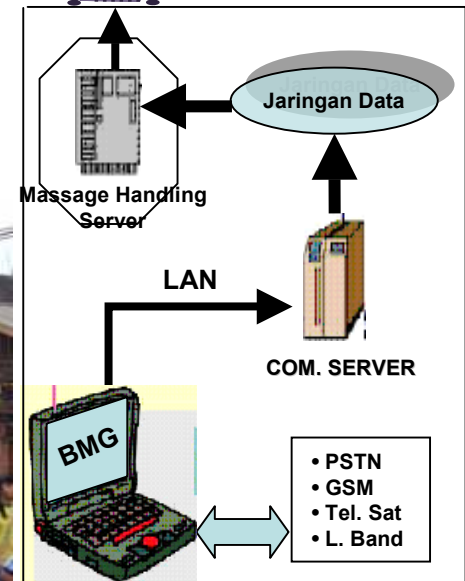 Jaringan Data
Jaringan Data
Massage Handling
Server
LAN
COM. SERVER
BMG
• PSTN
• GSM
• Tel. Sat
• L. Band